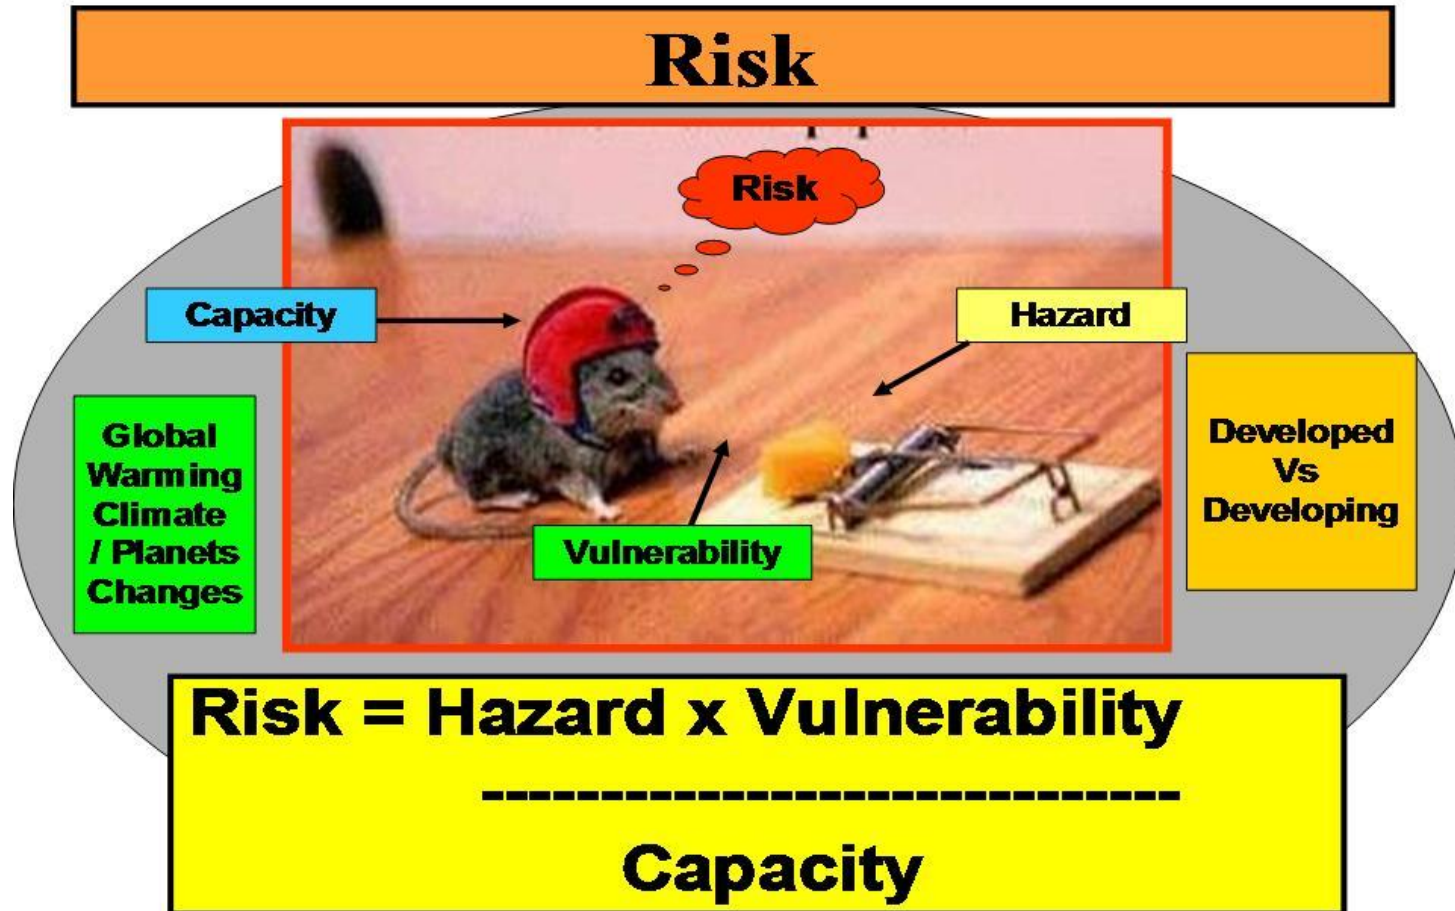 Risk
Risk
Capacity
Hazard
Global
Warming
Climate
/ Planets
Changes
Developed
Vs
Developing
Vulnerability
Risk = Hazard x Vulnerability
-----------------------------
Capacity